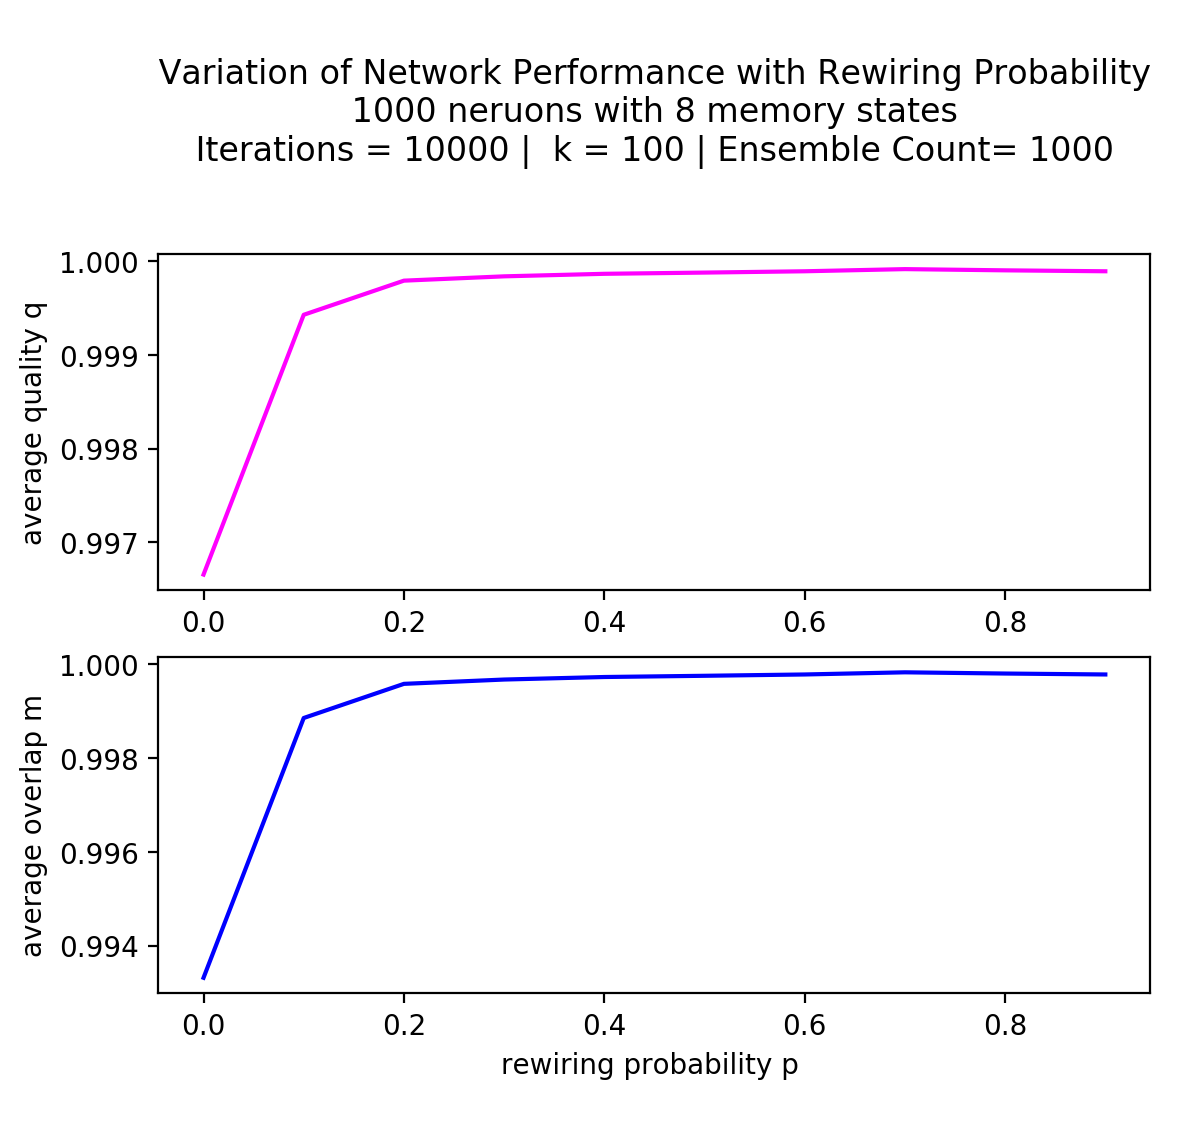 Variation of Network Performance with Rewiring Probability
1000 neruons with 8 memory states
Iterations = 10000 |  k = 100 | Ensemble Count= 1000
average quality q
1.000
0.999
0.998
0.997
0.0 0.2 0.4 0.6 0.8
average overlap m
1.000
0.998
0.996
0.994
0.0 0.2 0.4 0.6 0.8
rewiring probability p